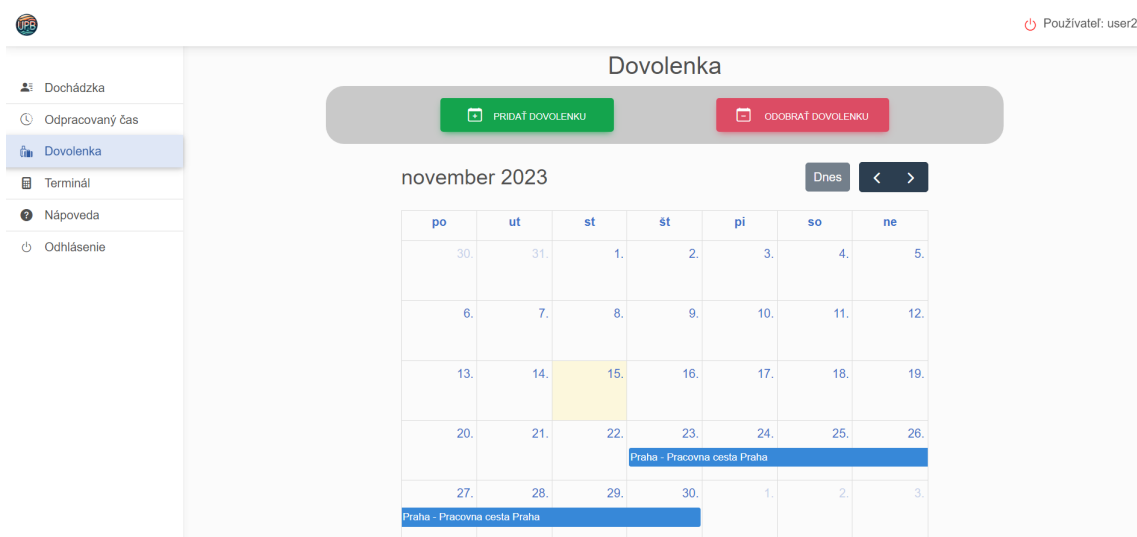 UPB
Používateľ: user2
Dochádzka
Odpracovaný čas
Dovolenka
Terminál
Nápoveda
Odhlásenie
Dovolenka
PRIDAŤ DOVOLENKU
ODOBRAŤ DOVOLENKU
november 2023
Dnes
po ut st št pi so ne
30. 31. 1. 2. 3. 4. 5.
6. 7. 8. 9. 10. 11. 12.
13. 14. 15. 16. 17. 18. 19.
20. 21. 22. 23. 24. 25. 26.
Praha - Pracovna cesta Praha
27. 28. 29. 30. 1. 2. 3.
Praha - Pracovna cesta Praha